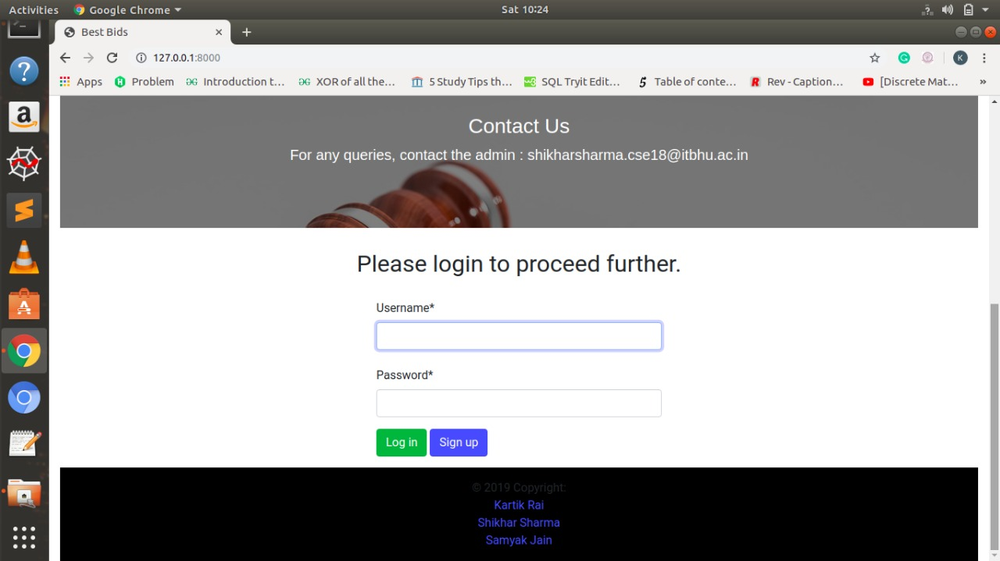 Activities Google Chrome Sat 10:24
Best Bids
127.0.0.1:8000 K
Apps Problem Introduction t... XOR of all the... 5 Study Tips th... SQL Tryit Edit... Table of conte... Rev - Caption... [Discrete Mat... »
Contact Us
For any queries, contact the admin : shikharsharma.cse18@itbhu.ac.in
Please login to proceed further.
Username*
Password*
Log in Sign up
© 2019 Copyright:
Kartik Rai
Shikhar Sharma
Samyak Jain